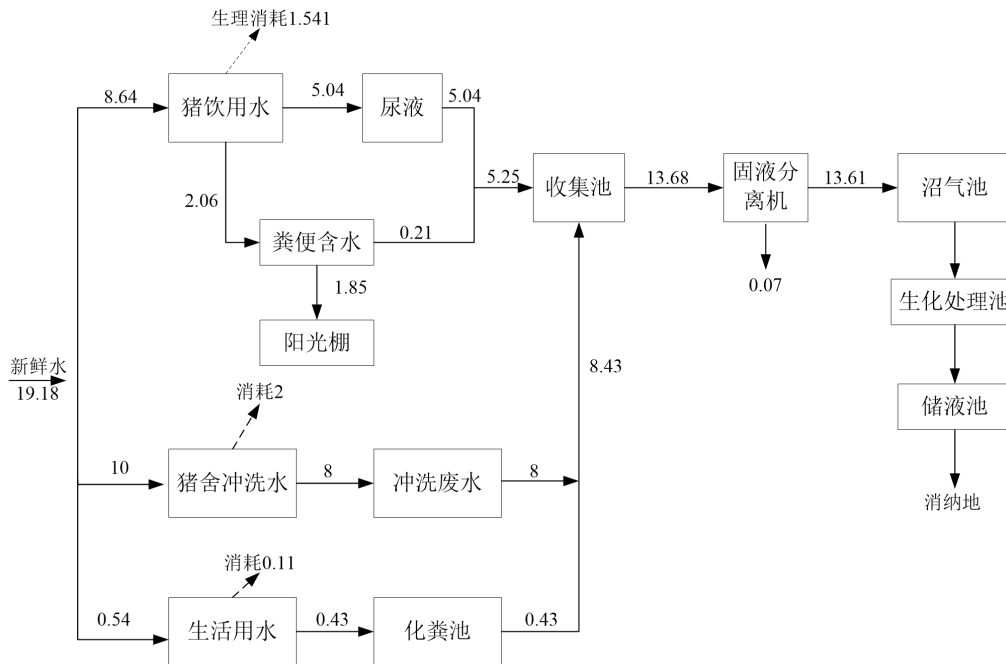 生理消耗1.541
8.64
猪饮用水
5.04
尿液
5.04
2.06
粪便含水
0.21
5.25
收集池
13.68
固液分
离机
13.61
沼气池
0.07
1.85
阳光棚
生化处理池
新鲜水
19.18
8.43
储液池
消耗2
10
猪舍冲洗水
8
冲洗废水
8
消纳地
消耗0.11
0.54
生活用水
0.43
化粪池
0.43